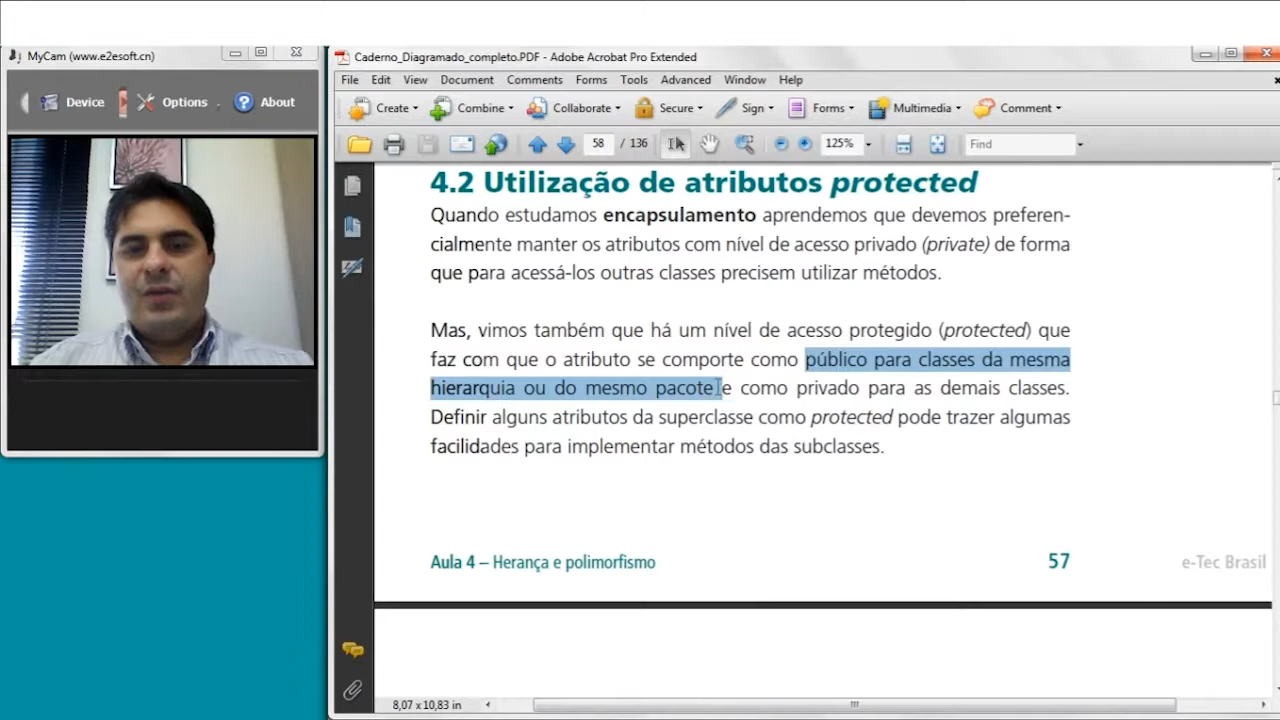 MyCam (www.e2esoft.cn)
Device
Options
About
Caderno_Diagramado_completo.PDF - Adobe Acrobat Pro Extended
File Edit View Document Comments Forms Tools Advanced Window Help
Create Combine Collaborate Secure Sign Forms Multimedia Comment
58 / 136 125% Find
4.2 Utilização de atributos protected
Quando estudamos encapsulamento aprendemos que devemos preferen-
cialmente manter os atributos com nível de acesso privado (private) de forma
que para acessá-los outras classes precisem utilizar métodos.
Mas, vimos também que há um nível de acesso protegido (protected) que
faz com que o atributo se comporte como público para classes da mesma
hierarquia ou do mesmo pacote e como privado para as demais classes.
Definir alguns atributos da superclasse como protected pode trazer algumas
facilidades para implementar métodos das subclasses.
Aula 4 – Herança e polimorfismo 57 e-Tec Brasil
8,07 x 10,83 in